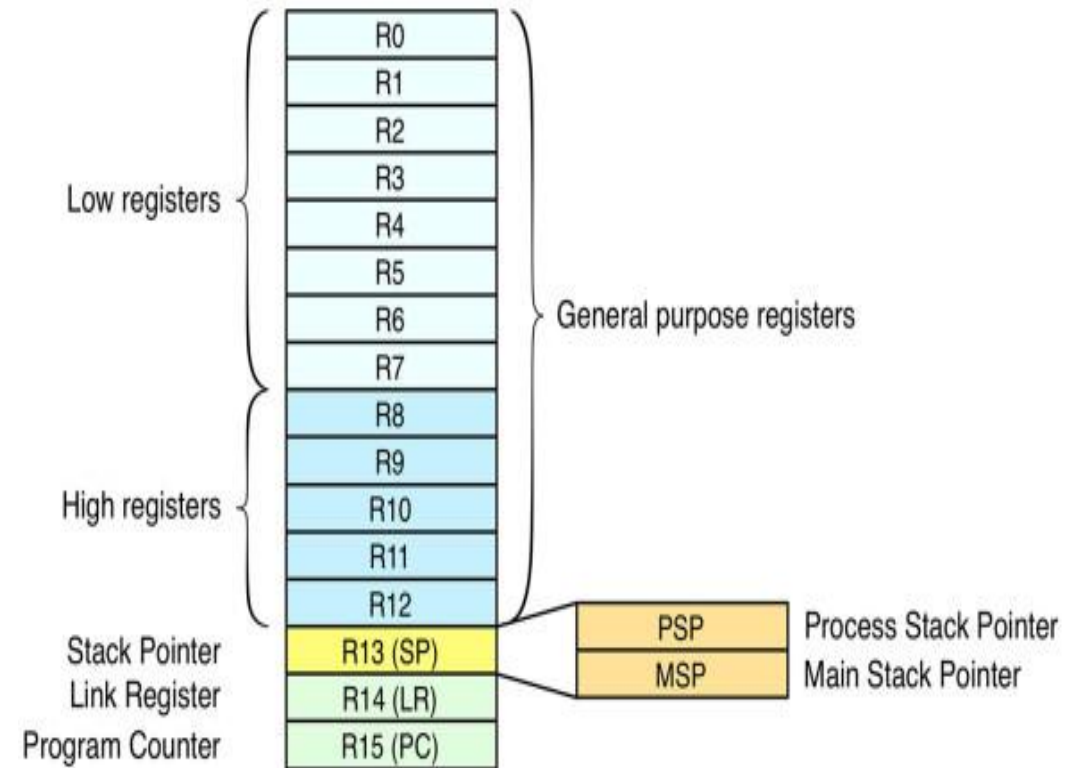 R0
R1
R2
R3
Low registers
R4
R5
R6
General purpose registers
R7
R8
R9
High registers
R10
R11
R12
PSP
Process Stack Pointer
Stack Pointer
R13 (SP)
MSP
Main Stack Pointer
Link Register
R14 (LR)
Program Counter
R15 (PC)